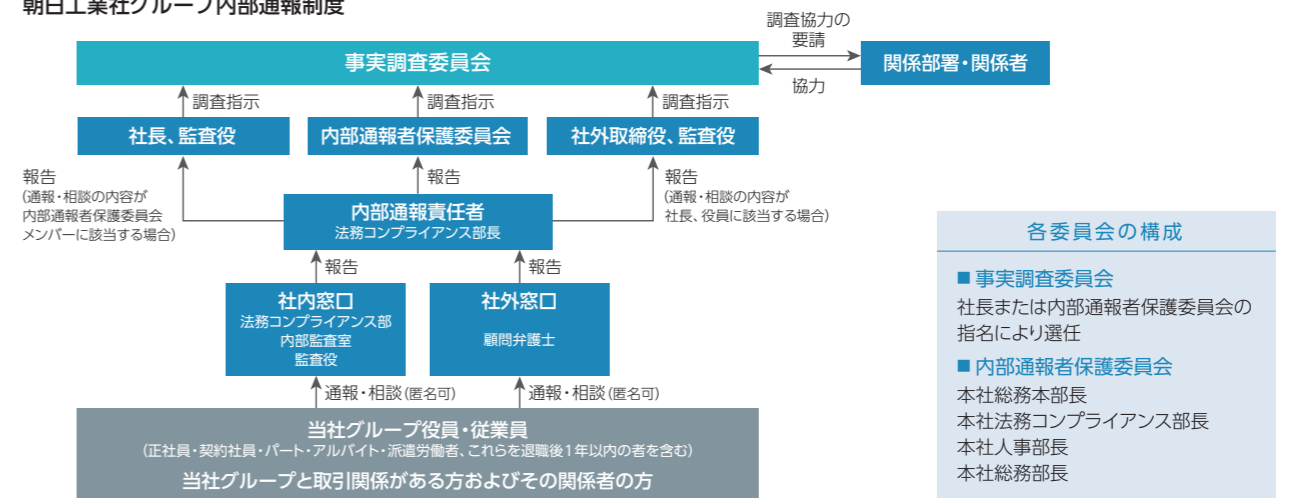 朝日工業社グループ内部通報制度
調査協力の
要請
事実調査委員会
関係部署・関係者
協力
調査指示
調査指示
調査指示
社長、監査役
内部通報者保護委員会
社外取締役、監査役
報告
(通報・相談の内容が
内部通報者保護委員会
メンバーに該当する場合)
報告
報告
(通報・相談の内容が
社長、役員に該当する場合)
内部通報責任者
法務コンプライアンス部長
報告
報告
社内窓口
法務コンプライアンス部
内部監査室
監査役
社外窓口
顧問弁護士
通報・相談(匿名可)
通報・相談(匿名可)
当社グループ役員・従業員
(正社員・契約社員・パート・アルバイト・派遣労働者、これらを退職後1年以内の者を含む)
当社グループと取引関係がある方およびその関係者の方
各委員会の構成
■事実調査委員会
社長または内部通報者保護委員会の
指名により選任
■内部通報者保護委員会
本社総務本部長
本社法務コンプライアンス部長
本社人事部長
本社総務部長